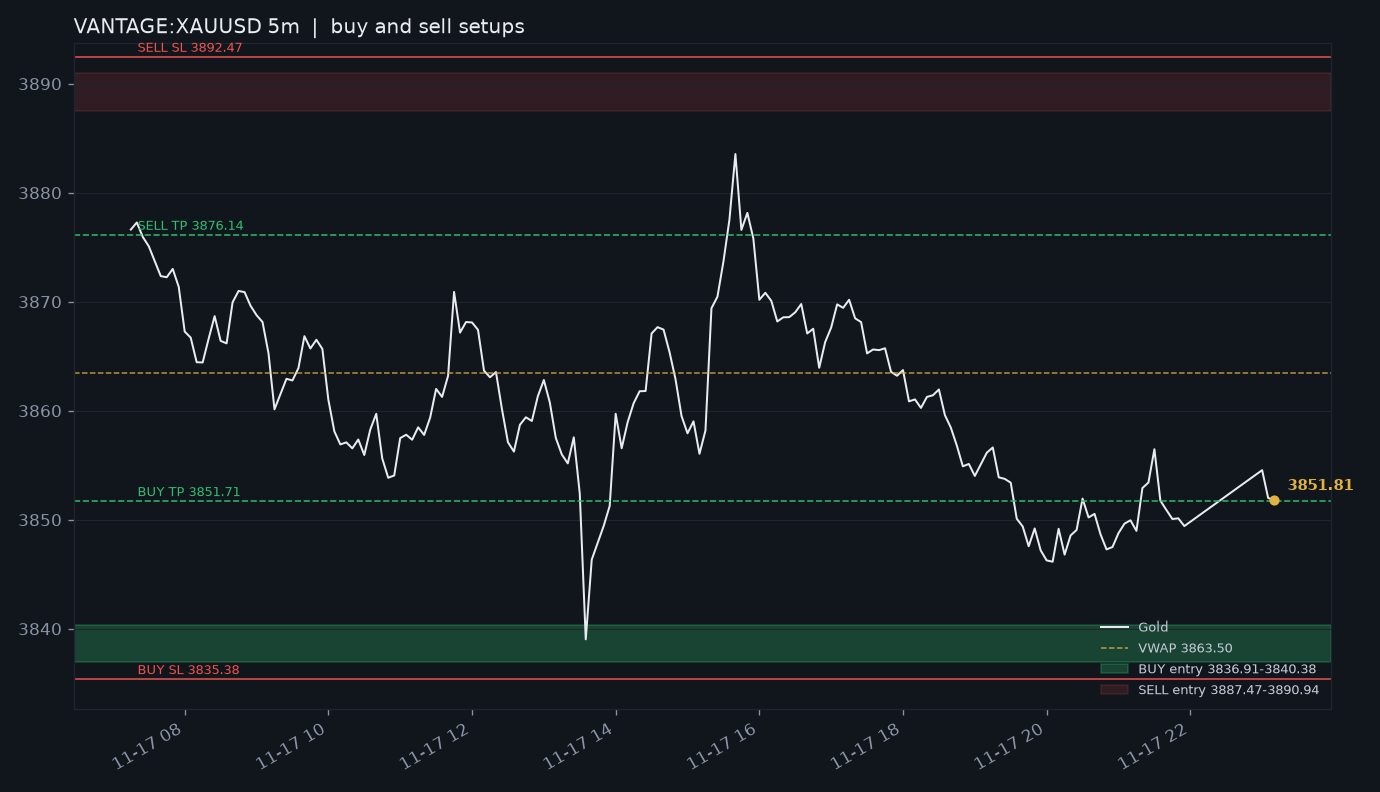 VANTAGE:XAUUSD 5m | buy and sell setups
SELL SL 3892.47
3890
3880
SELL TP 3876.14
3870
3860
BUY TP 3851.71
3851.81
3850
3840
Gold
VWAP 3863.50
BUY entry 3836.91-3840.38
SELL entry 3887.47-3890.94
BUY SL 3835.38
11-17 08
11-17 10
11-17 12
11-17 14
11-17 16
11-17 18
11-17 20
11-17 22